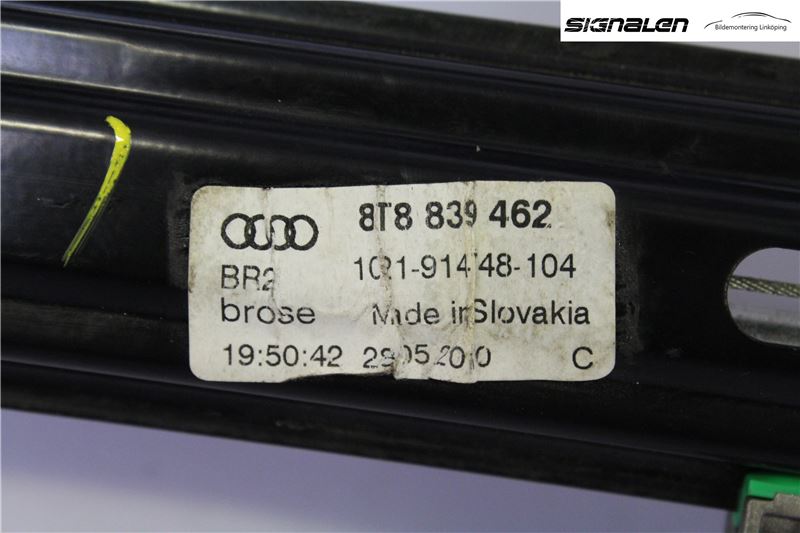 SIGNALEN
Bildemontering Linköping
8T8 839 462
BR2
brose Made in Slovakia
19:50:42 C